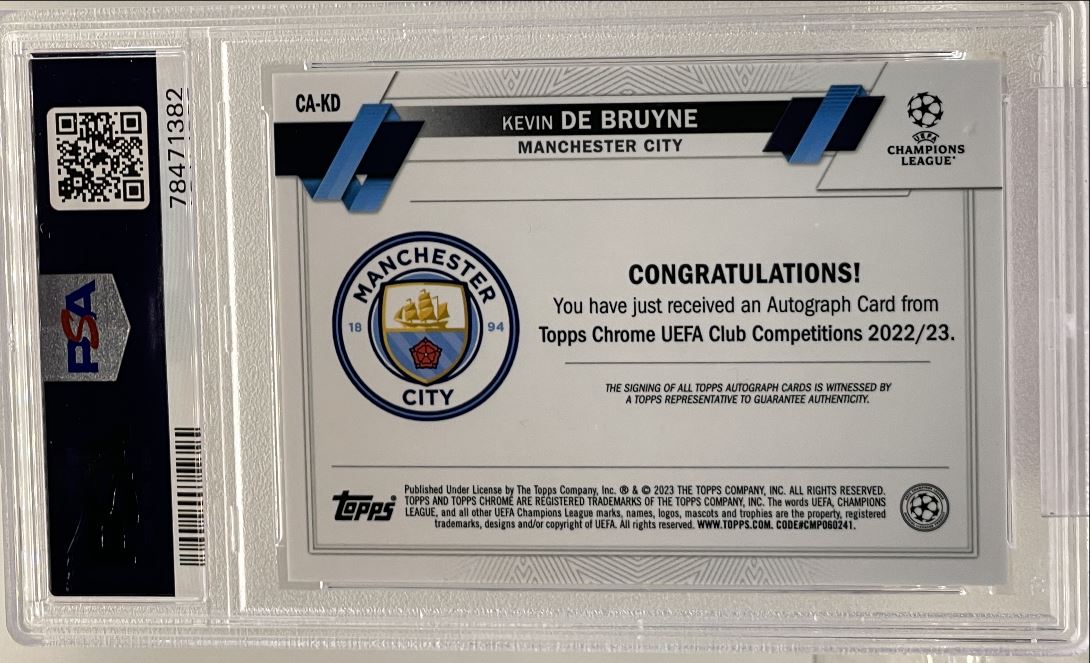 78471382
PSA
CA-KD
KEVIN DE BRUYNE
MANCHESTER CITY
UEFA
CHAMPIONS
LEAGUE
MANCHESTER
18 94
CITY
CONGRATULATIONS!
You have just received an Autograph Card from
Topps Chrome UEFA Club Competitions 2022/23.
THE SIGNING OF ALL TOPPS AUTOGRAPH CARDS IS WITNESSED BY
A TOPPS REPRESENTATIVE TO GUARANTEE AUTHENTICITY.
Topps
Published Under License by The Topps Company, Inc. ® & © 2023 THE TOPPS COMPANY, INC. ALL RIGHTS RESERVED.
TOPPS AND TOPPS CHROME ARE REGISTERED TRADEMARKS OF THE TOPPS COMPANY, INC. The words UEFA, CHAMPIONS
LEAGUE, and all other UEFA Champions League marks, names, logos, mascots and trophies are the property, registered
trademarks, designs and/or copyright of UEFA. All rights reserved. WWW.TOPPS.COM. CODE#CMP060241.